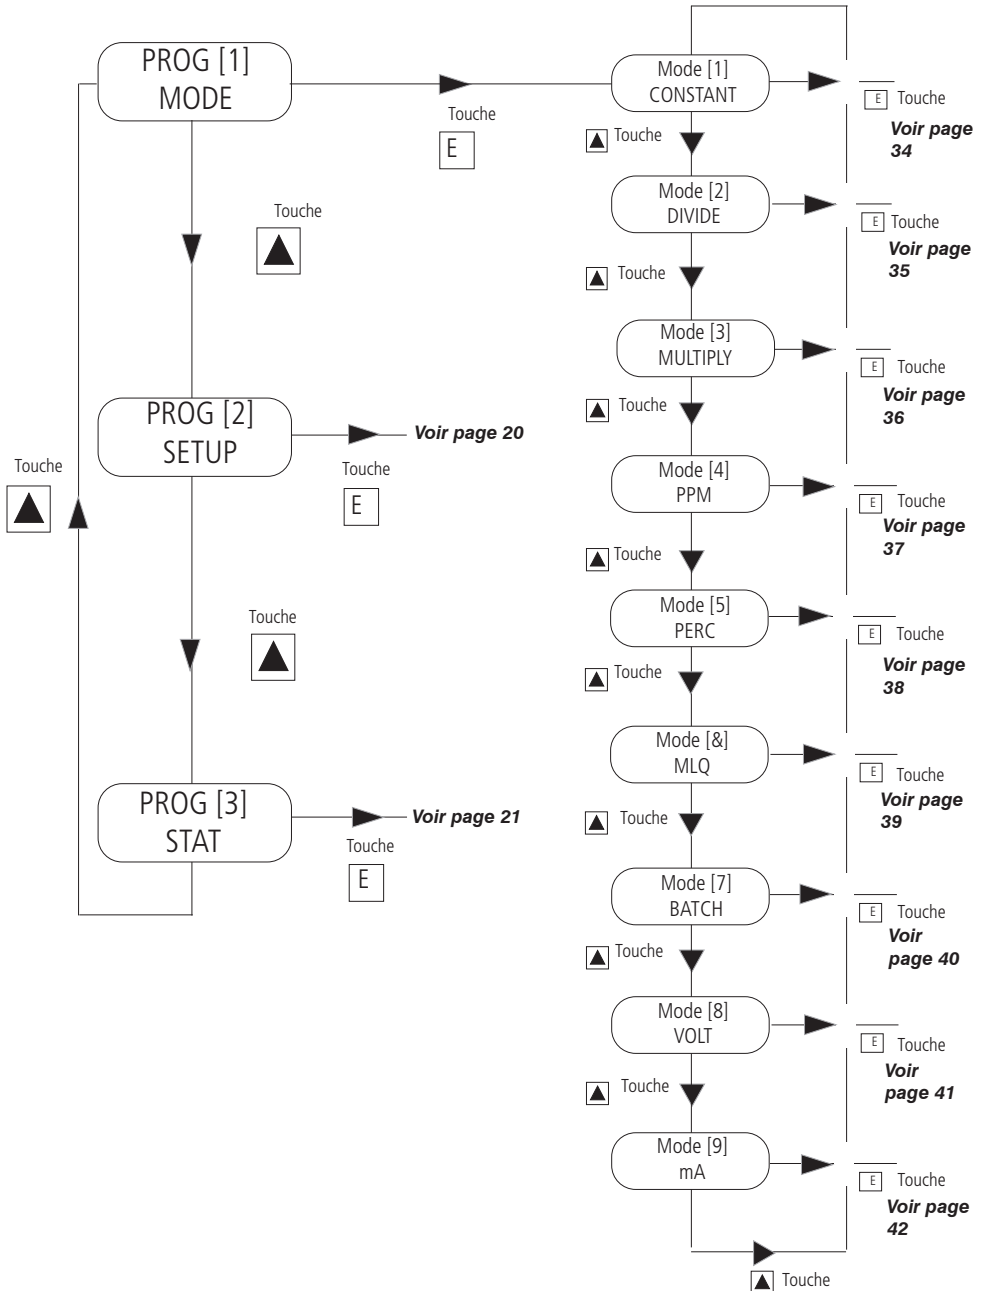 PROG [1]
MODE
Touche
E
Touche
PROG [2]
SETUP
Voir page 20
Touche
E
Touche
Touche
PROG [3]
STAT
Voir page 21
Touche
E
Mode [1]
CONSTANT
E Touche
Voir page
34
Touche
Mode [2]
DIVIDE
E Touche
Voir page
35
Touche
Mode [3]
MULTIPLY
E Touche
Voir page
36
Touche
Mode [4]
PPM
E Touche
Voir page
37
Touche
Mode [5]
PERC
E Touche
Voir page
38
Touche
Mode [&]
MLQ
E Touche
Voir page
39
Touche
Mode [7]
BATCH
E Touche
Voir
page 40
Touche
Mode [8]
VOLT
E Touche
Voir
page 41
Touche
Mode [9]
mA
E Touche
Voir page
42
Touche